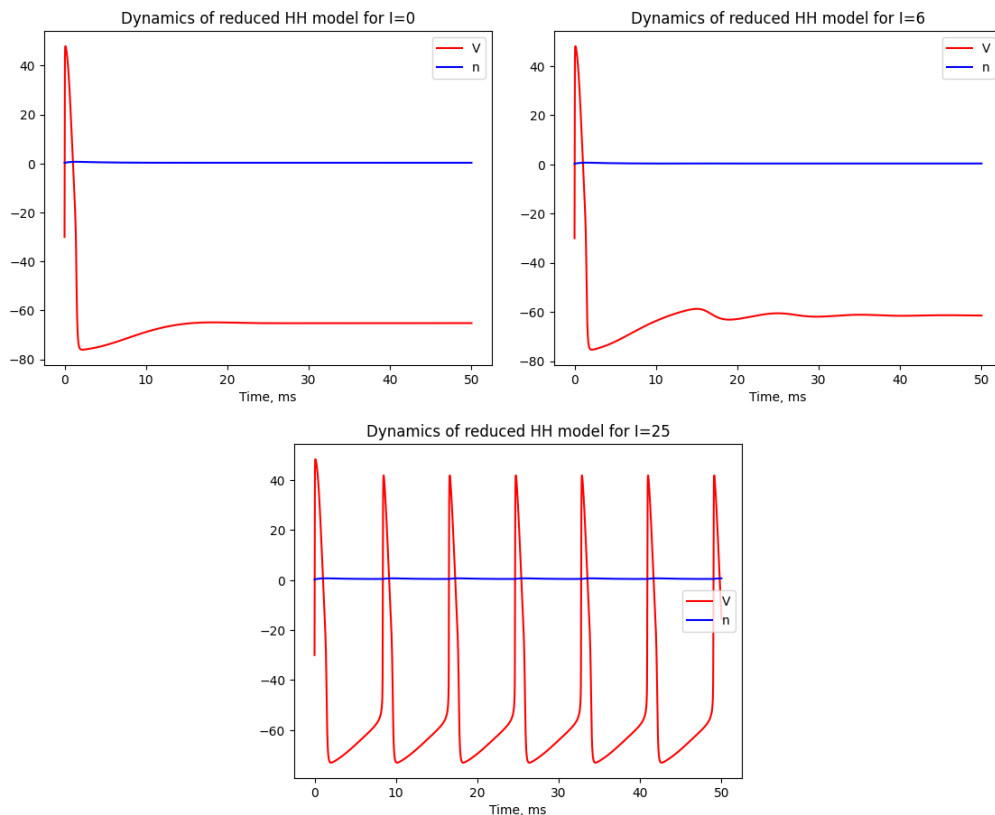 Dynamics of reduced HH model for I=0
V
n
40
20
0
−20
−40
−60
−80
0 10 20 30 40 50
Time, ms
Dynamics of reduced HH model for I=6
V
n
40
20
0
−20
−40
−60
−80
0 10 20 30 40 50
Time, ms
Dynamics of reduced HH model for I=25
40
20
0
−20
−40
−60
V
n
0 10 20 30 40 50
Time, ms